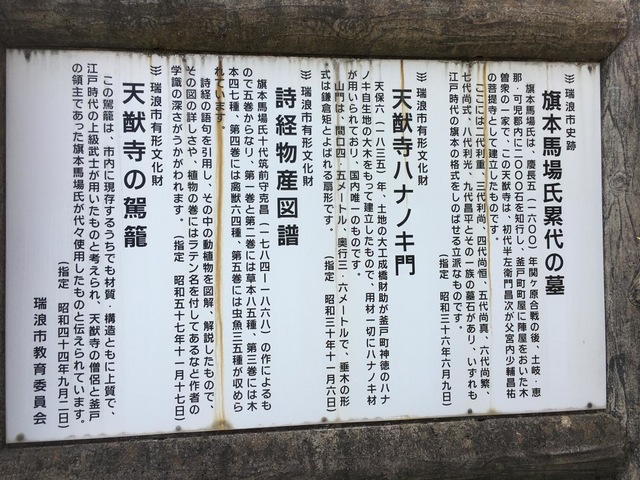 瑞浪市史跡
旗本馬場氏累代の墓
旗本馬場氏は、慶長五（一六〇〇）年関ヶ原合戦の後、土岐・恵
那・可児郡内に一六〇〇石を知行し、釜戸町町屋に陣屋をおいた木
曽衆の一家で、この天猷寺は、初代半左衛門昌次が父宮内少輔昌祐
の菩提寺として建立したものです。
ここには二代利重、三代利尚、四代尚恒、五代尚真、六代尚繁、
七代尚式、八代利光、九代昌平とその一族の墓石があり、いずれも
江戸時代の旗本の格式をしのばせる立派なものです。
（指定　昭和三十六年六月九日）
瑞浪市有形文化財
天猷寺ハナノキ門
天保六（一八三五）年、土地の大工成橋財助が釜戸町神徳のハナ
ノキ自生地の大木をもって建立したもので、用材一切にハナノキ材
が用いられており、国内唯一のものです。
山門は、間口四・五メートル、奥行三・六メートルで、垂木の形
式は鎌倉矩とよばれる扇形です。
（指定　昭和三十年十一月六日）
瑞浪市有形文化財
詩経物産図譜
旗本馬場氏十代筑前守克昌（一七八四ー一八六八）の作によるも
ので五巻からなり、第一巻と第二巻には草本八五種、第三巻には木
本四七種、第四巻には禽獣六四種、第五巻には虫魚三五種が収めら
れています。
詩経の語句を引用し、その中の動植物を図解、解説したもので、
その図の詳しさや、植物の巻にはラテン名を付してあるなど作者の
学識の深さがうかがわれます。（指定　昭和五十七年十一月十七日）
瑞浪市有形文化財
天猷寺の駕籠
この駕籠は、市内に現存するうちでも材質・構造ともに上質で、
江戸時代の上級武士が用いたものと考えられ、天猷寺の僧侶と釜戸
の領主であった旗本馬場氏が代々使用したものと伝えられています。
（指定　昭和四十四年九月二日）
瑞浪市教育委員会